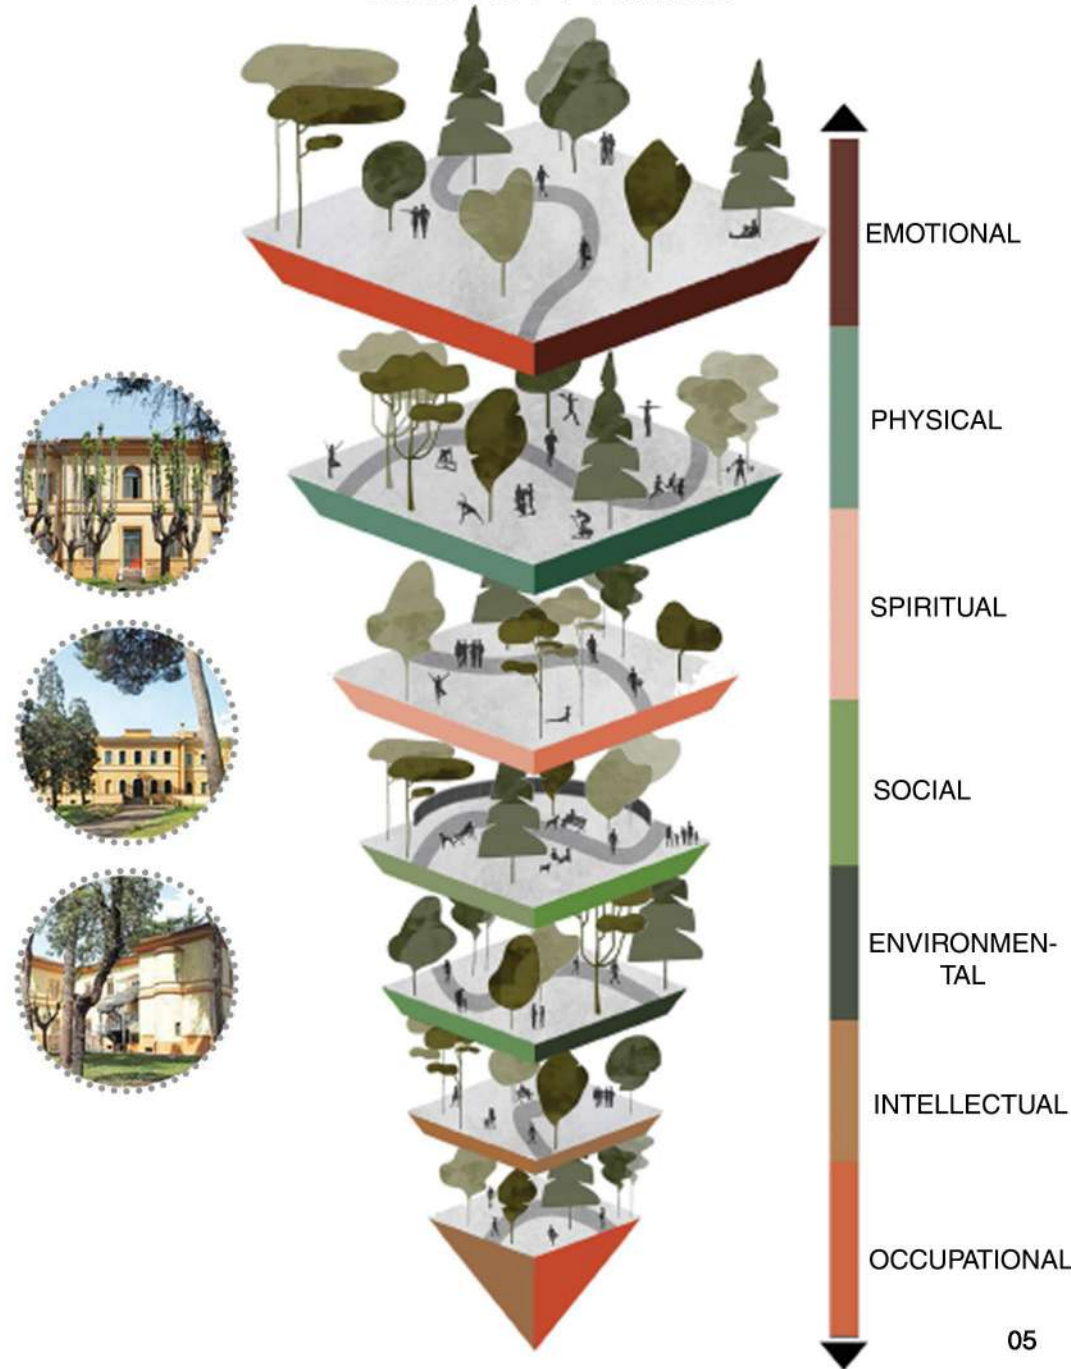 EMOTIONAL
PHYSICAL
SPIRITUAL
SOCIAL
ENVIRONMEN-
TAL
INTELLECTUAL
OCCUPATIONAL
05